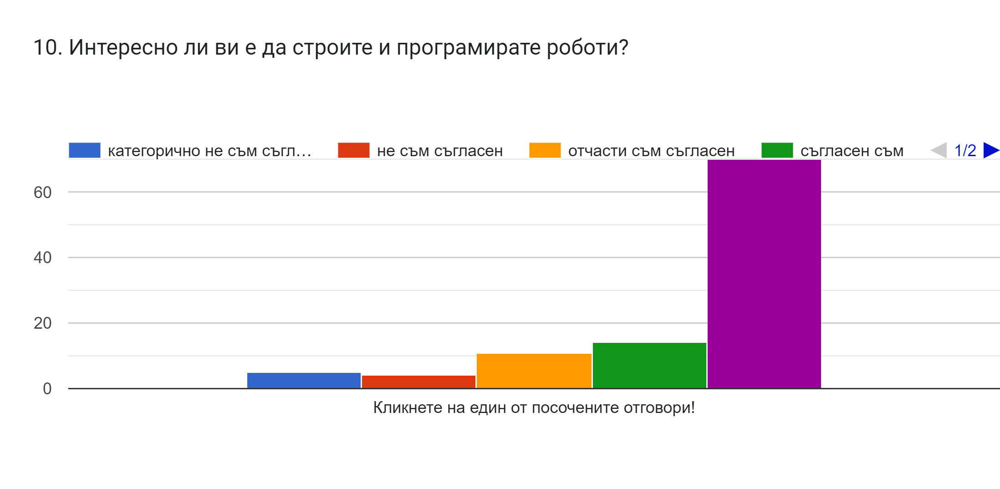 10. Интересно ли ви е да строите и програмирате роботи?
категорично не съм съгл… не съм съгласен отчасти съм съгласен съгласен съм 1/2
60
40
20
0
Кликнете на един от посочените отговори!